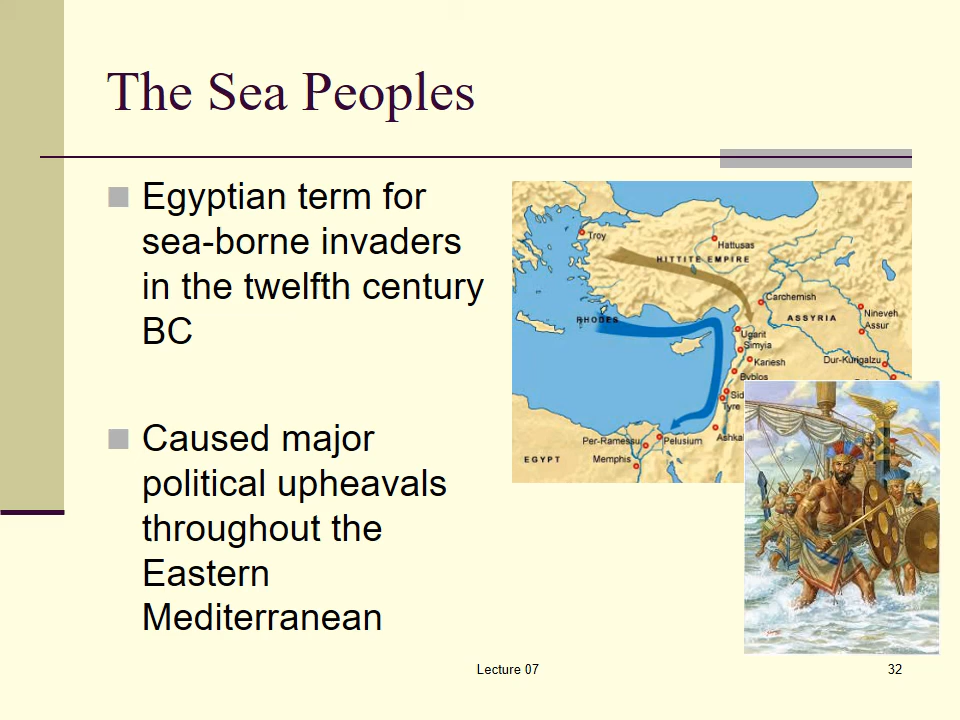 The Sea Peoples
Egyptian term for
sea-borne invaders
in the twelfth century
BC
Caused major
political upheavals
throughout the
Eastern
Mediterranean
Troy
Hattusas
HITTITE EMPIRE
Carchemish
RHODES
ASSYRIA
Nineveh
Assur
Ugarit
Simyia
Kariesh
Dur-Kurigalzu
Byblos
Sid
Tyre
Ashka
Per-Ramessu
Pelusium
EGYPT
Memphis
Lecture 07
32